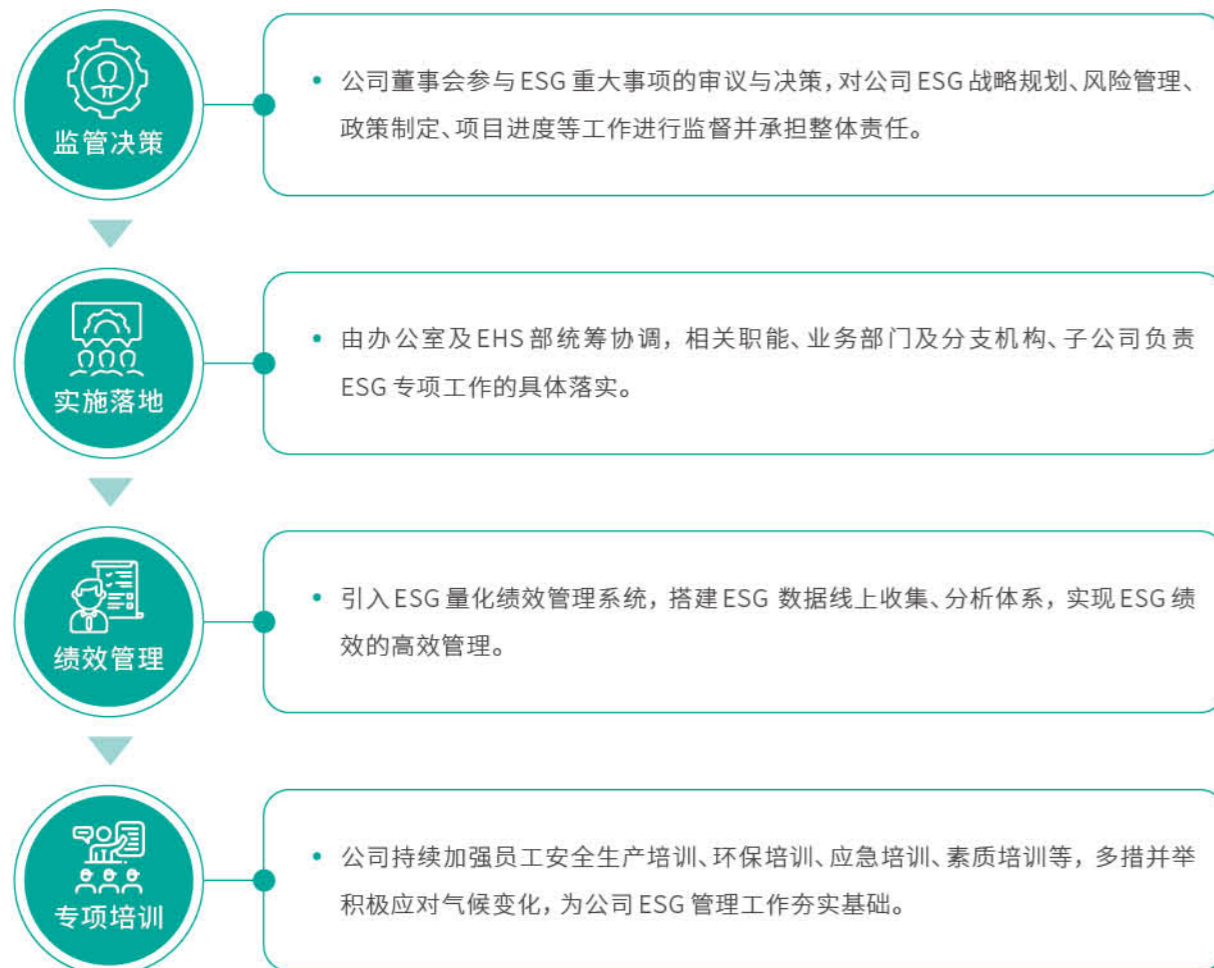 监管决策
• 公司董事会参与ESG重大事项的审议与决策,对公司ESG战略规划、风险管理、
政策制定、项目进度等工作进行监督并承担整体责任。
实施落地
• 由办公室及EHS部统筹协调,相关职能、业务部门及分支机构、子公司负责
ESG专项工作的具体落实。
绩效管理
• 引入ESG量化绩效管理系统,搭建ESG 数据线上收集、分析体系,实现ESG绩
效的高效管理。
专项培训
• 公司持续加强员工安全生产培训、环保培训、应急培训、素质培训等,多措并举
积极应对气候变化,为公司ESG管理工作夯实基础。